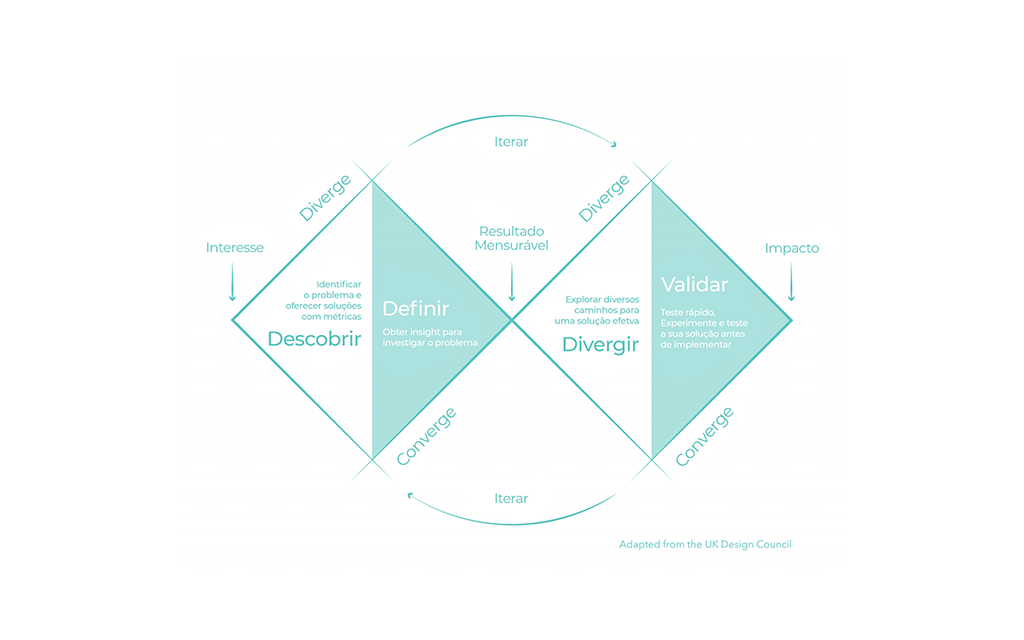 Iterar
Diverge
Diverge
Interesse
Resultado
Mensurável
Impacto
Identificar
o problema e
oferecer soluções
com métricas
Descobrir
Definir
Obter insight para
investigar o problema
Explorar diversos
caminhos para
uma solução efetva
Divergir
Validar
Teste rápido,
Experimente e teste
a sua solução antes
de implementar
Converge
Converge
Iterar
Adapted from the UK Design Council